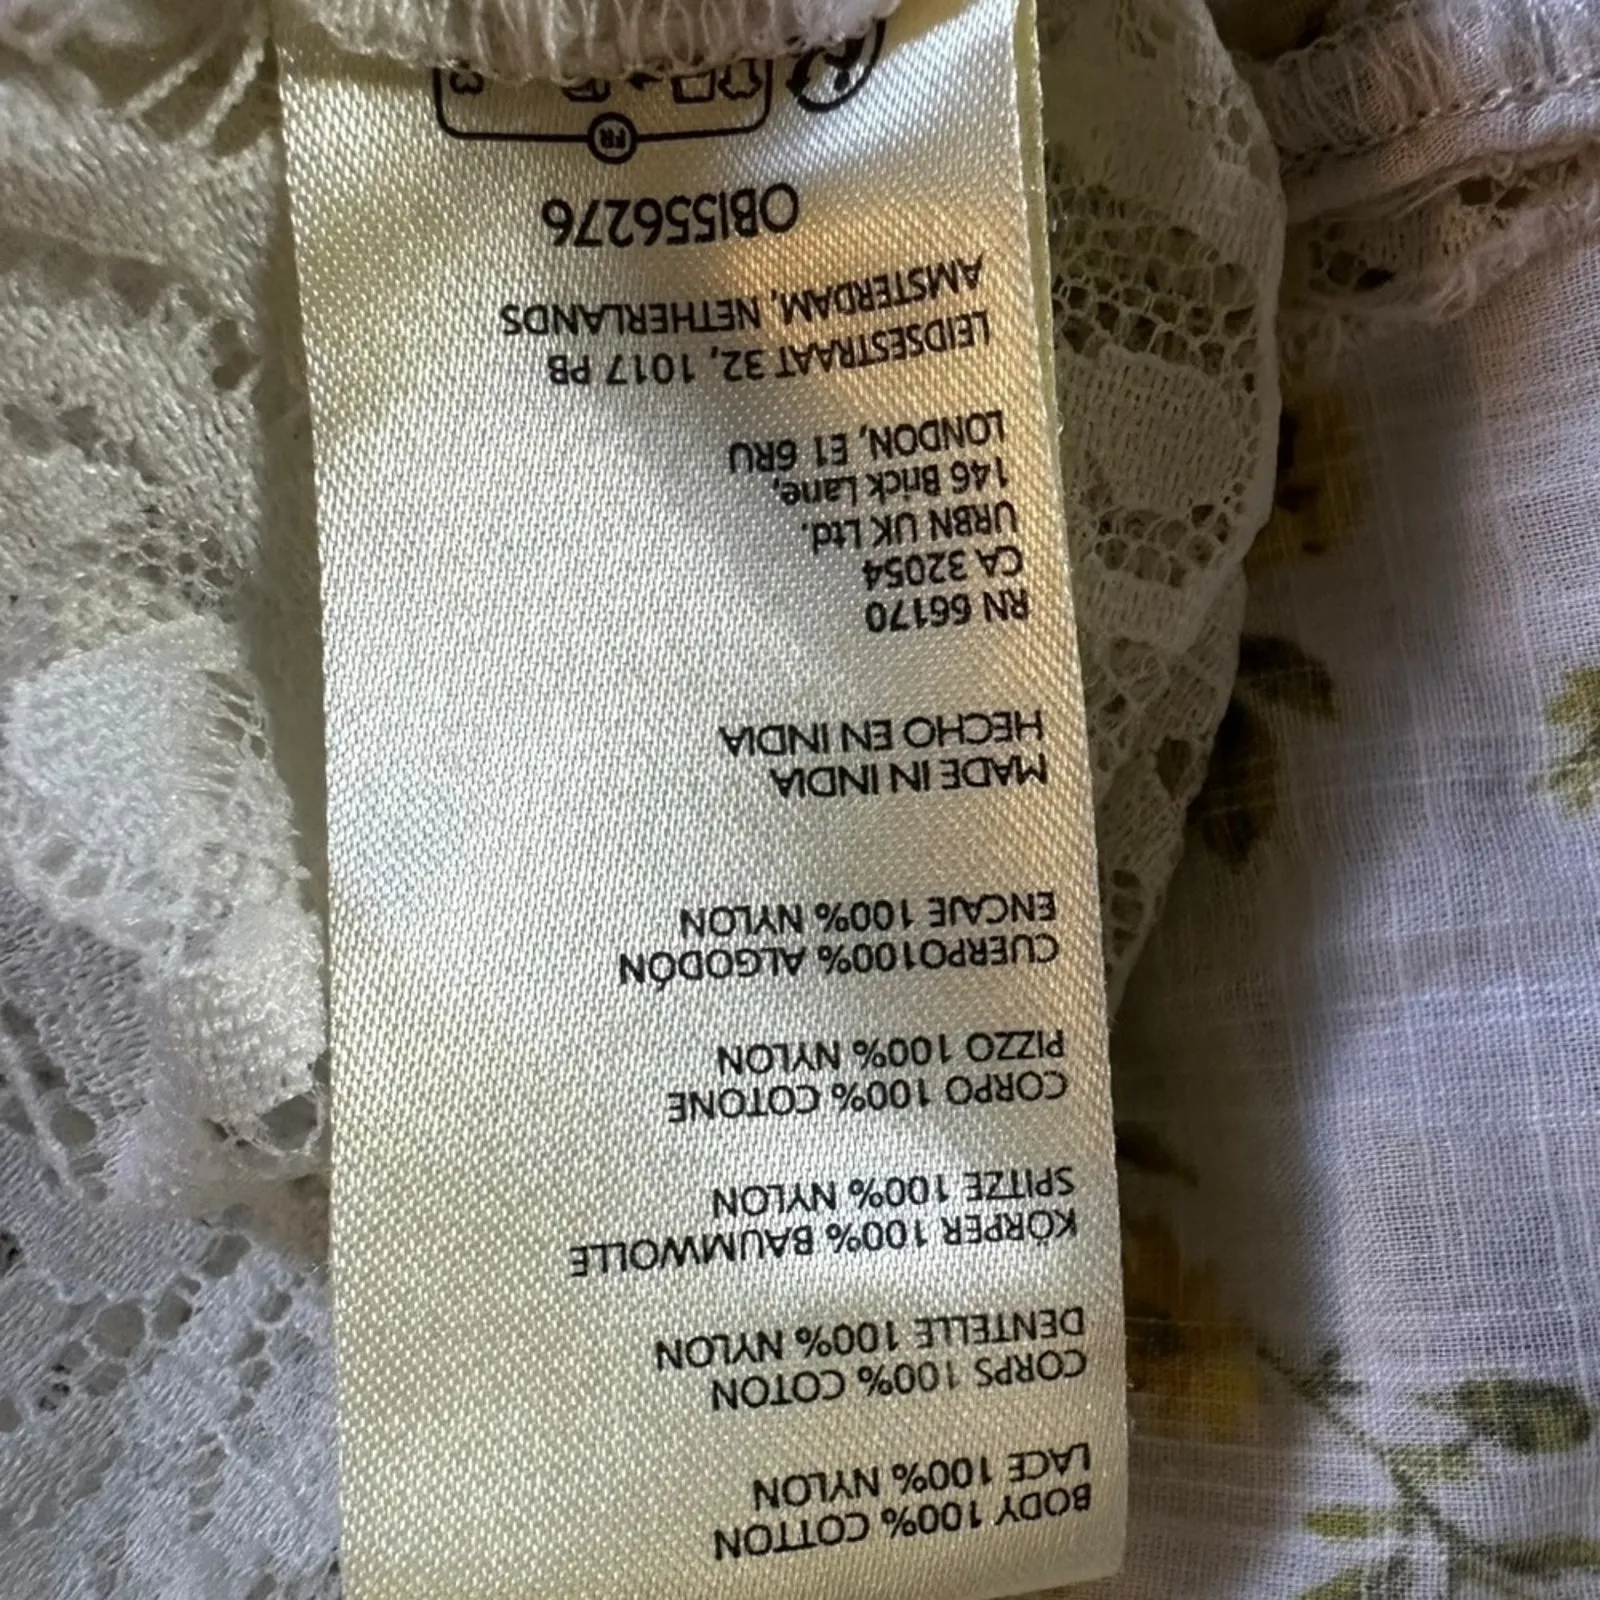 BODY 100% COTTON
LACE 100% NYLON
CORPS 100% COTON
DENTELLE 100% NYLON
KÖRPER 100% BAUMWOLLE
SPITZE 100% NYLON
CORPO 100% COTONE
PIZZO 100% NYLON
CUERPO100% ALGODÓN
ENCAJE 100% NYLON
MADE IN INDIA
HECHO EN INDIA
RN 66170
CA 32054
URBN UK Ltd.
146 Brick Lane,
LONDON, E1 6RU
LEIDSESTRAAT 32, 1017 PB
AMSTERDAM, NETHERLANDS
OBI556276
FR